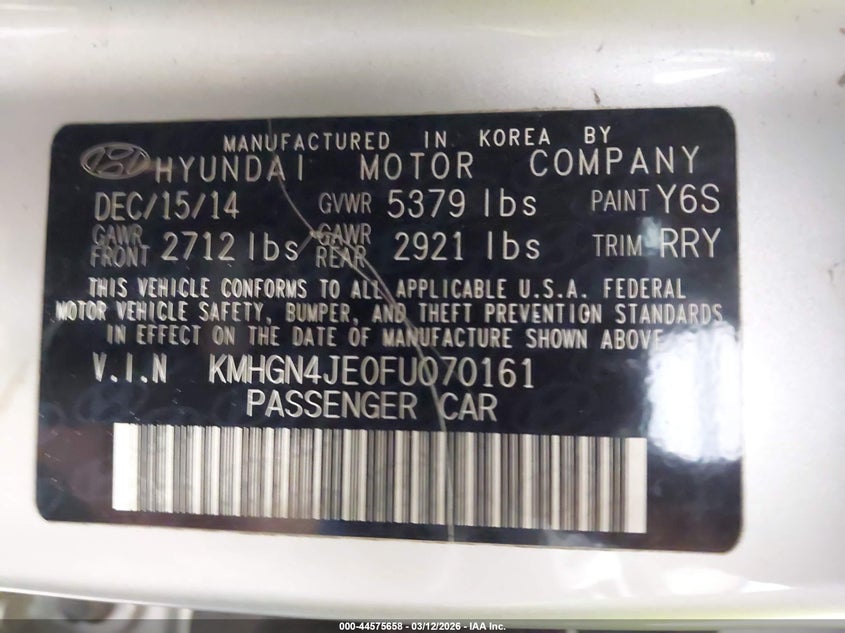 MANUFACTURED IN KOREA BY
HYUNDAI MOTOR COMPANY
DEC/15/14 GVWR 5379 lbs PAINT Y6S
GAWR FRONT 2712 lbs GAWR REAR 2921 lbs TRIM RRY
THIS VEHICLE CONFORMS TO ALL APPLICABLE U.S.A. FEDERAL
MOTOR VEHICLE SAFETY, BUMPER, AND THEFT PREVENTION STANDARDS
IN EFFECT ON THE DATE OF MANUFACTURE SHOWN ABOVE.
V.I.N KMHGN4JE0FU070161
PASSENGER CAR
000-44575658 - 03/12/2026 - IAA Inc.